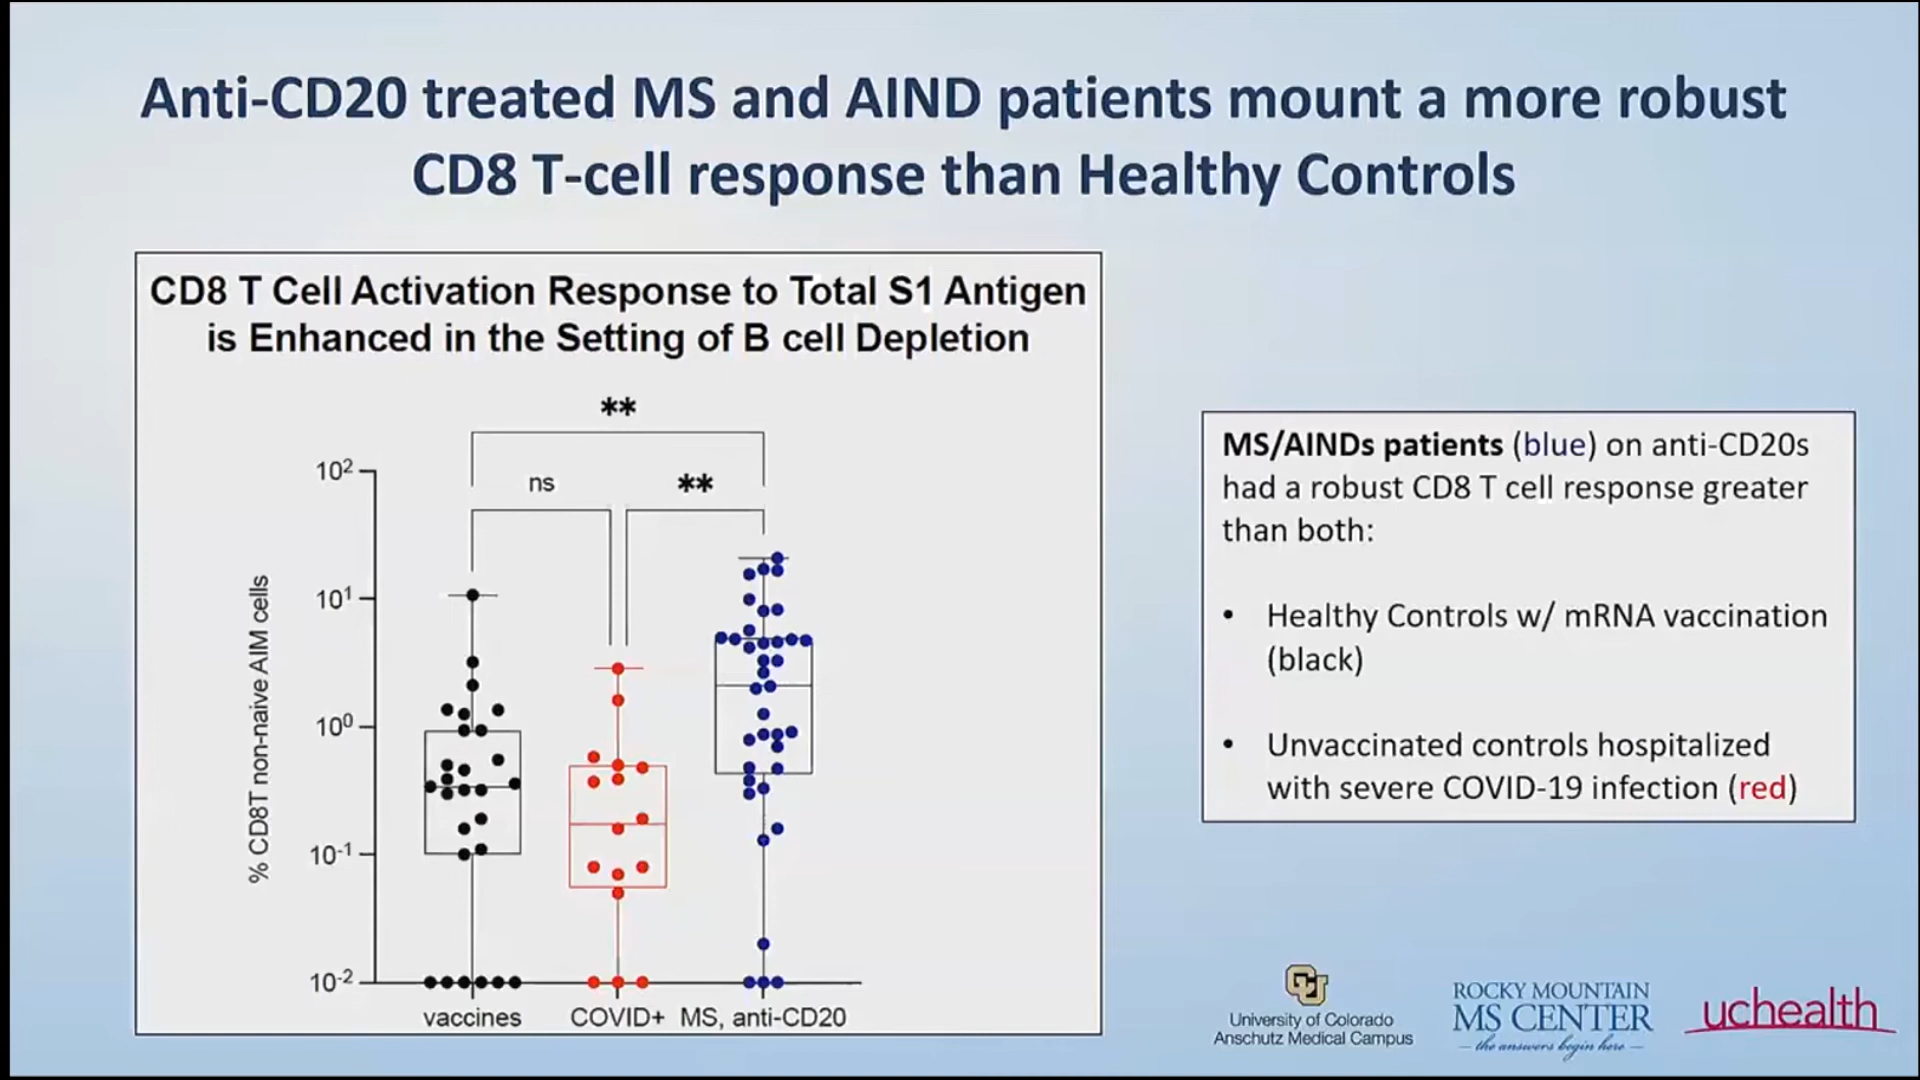 Anti-CD20 treated MS and AIND patients mount a more robust
CD8 T-cell response than Healthy Controls
CD8 T Cell Activation Response to Total S1 Antigen
is Enhanced in the Setting of B cell Depletion
**
ns
**
10²
10¹
10⁰
10⁻¹
10⁻²
% CD8T non-naive AIM cells
vaccines
COVID+
MS, anti-CD20
MS/AINDs patients (blue) on anti-CD20s
had a robust CD8 T cell response greater
than both:
• Healthy Controls w/ mRNA vaccination
(black)
• Unvaccinated controls hospitalized
with severe COVID-19 infection (red)
CU
University of Colorado
Anschutz Medical Campus
ROCKY MOUNTAIN
MS CENTER
— the answers begin here —
uchealth